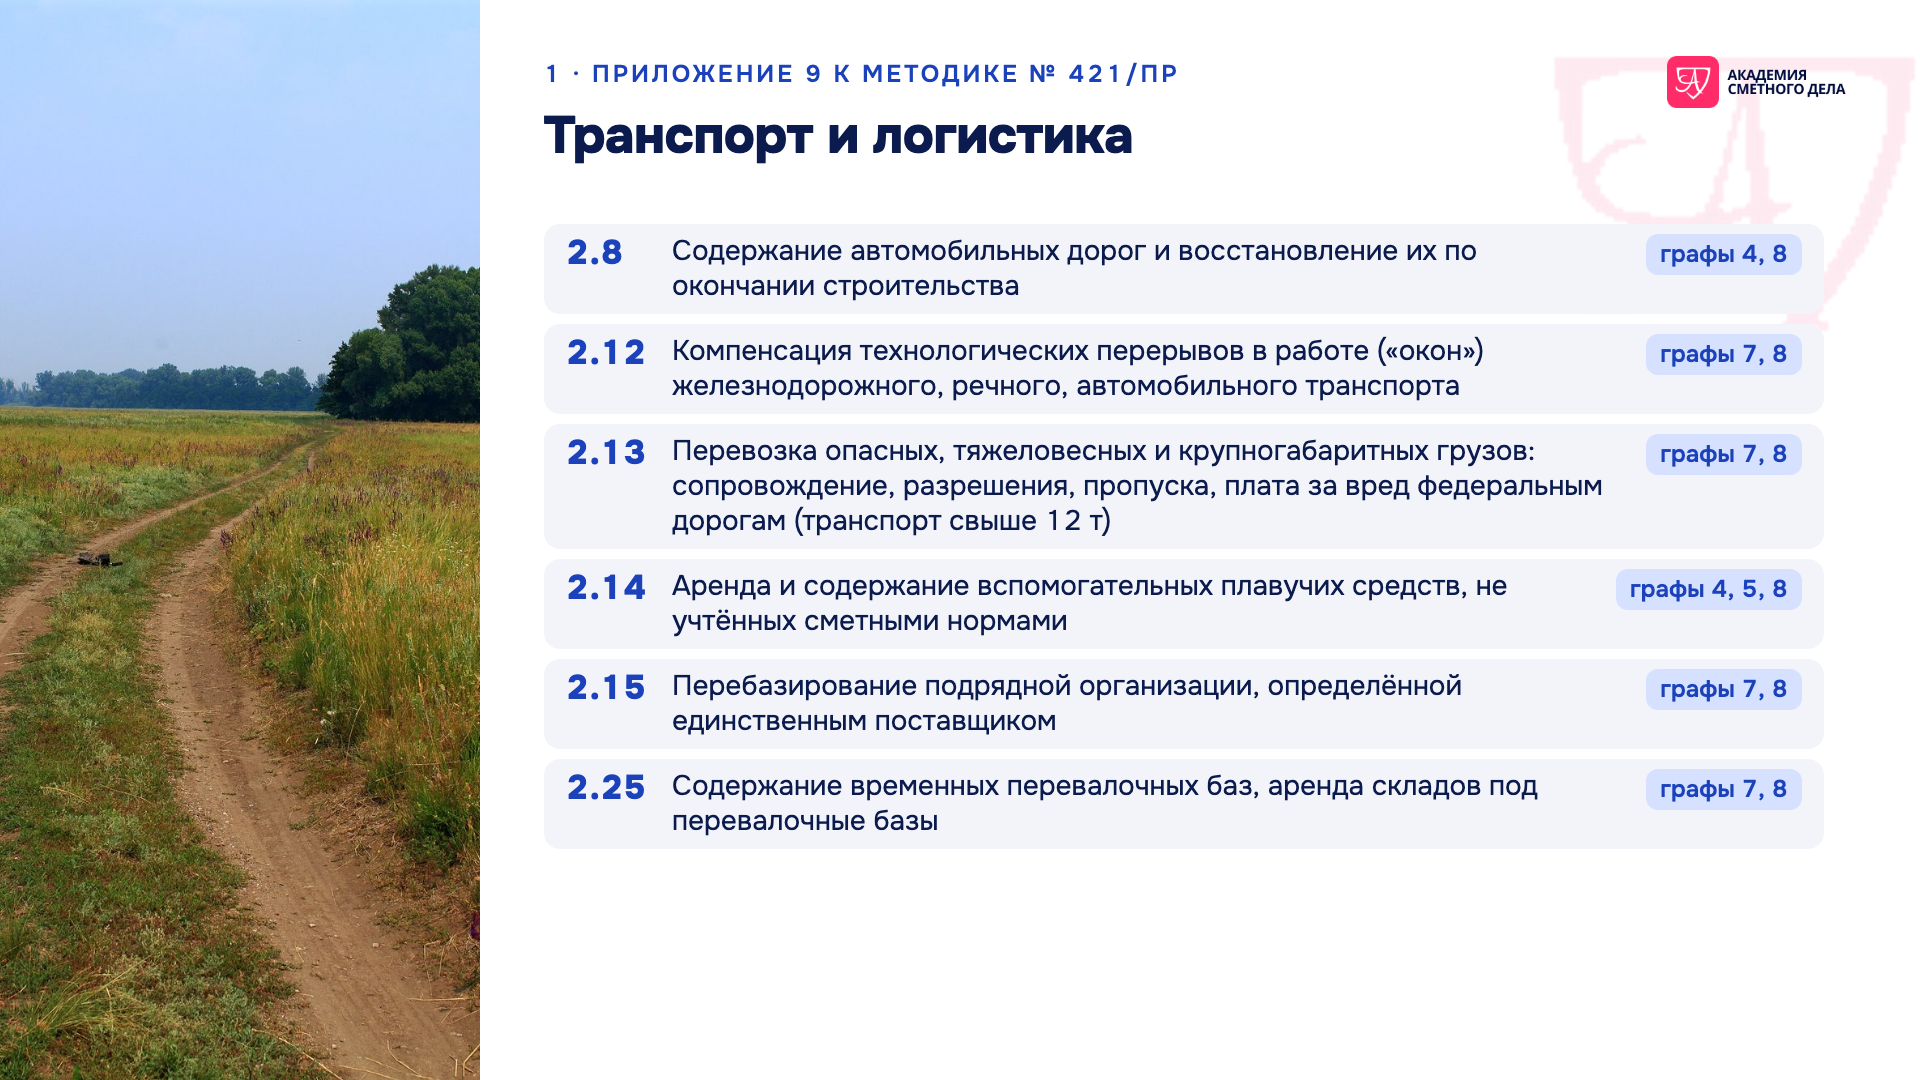 1 · ПРИЛОЖЕНИЕ 9 К МЕТОДИКЕ № 421/ПР
АКАДЕМИЯ
СМЕТНОГО ДЕЛА
Транспорт и логистика
2.8 Содержание автомобильных дорог и восстановление их по графы 4, 8
окончании строительства
2.12 Компенсация технологических перерывов в работе («окон») графы 7, 8
железнодорожного, речного, автомобильного транспорта
2.13 Перевозка опасных, тяжеловесных и крупногабаритных грузов: графы 7, 8
сопровождение, разрешения, пропуска, плата за вред федеральным
дорогам (транспорт свыше 12 т)
2.14 Аренда и содержание вспомогательных плавучих средств, не графы 4, 5, 8
учтённых сметными нормами
2.15 Перебазирование подрядной организации, определённой графы 7, 8
единственным поставщиком
2.25 Содержание временных перевалочных баз, аренда складов под графы 7, 8
перевалочные базы